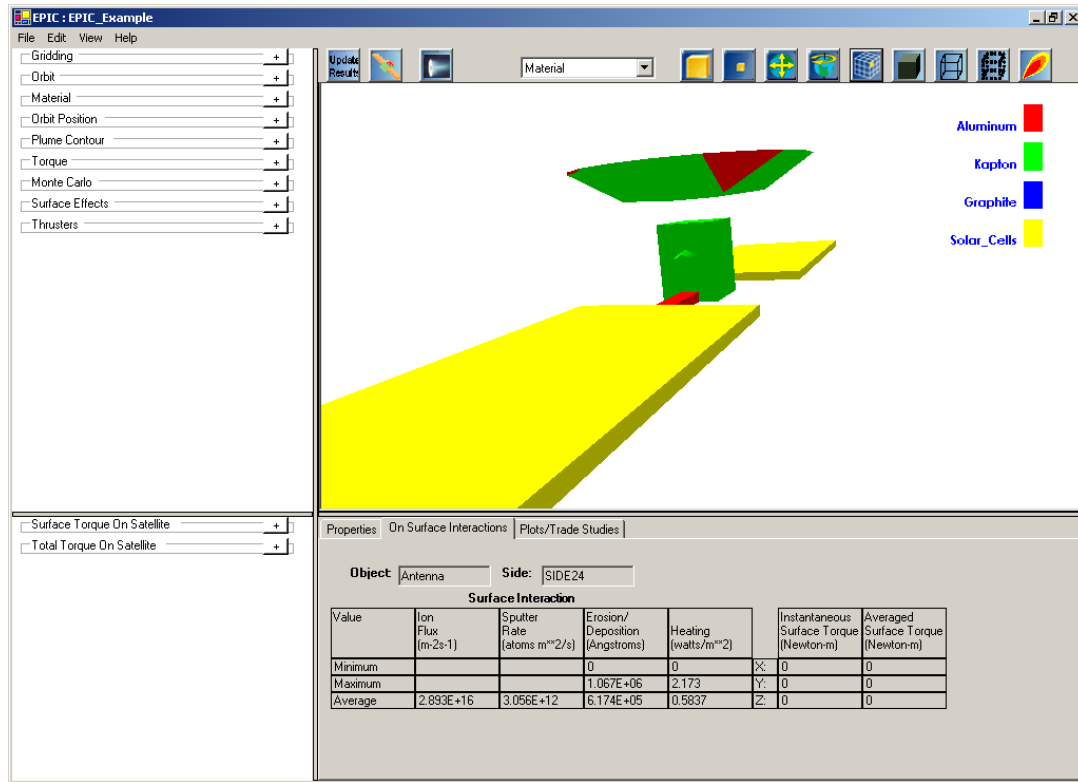 EPIC : EPIC_Example
File Edit View Help
Gridding +
Orbit +
Material +
Orbit Position +
Plume Contour +
Torque +
Monte Carlo +
Surface Effects +
Thrusters +
Update
Results
Material
Aluminum
Kapton
Graphite
Solar_Cells
Surface Torque On Satellite +
Total Torque On Satellite +
Properties On Surface Interactions Plots/Trade Studies
Object: Antenna Side: SIDE24
Surface Interaction
Value Ion Flux (m-2s-1) Sputter Rate (atoms m**2/s) Erosion/ Deposition (Angstroms) Heating (watts/m**2) Instantaneous Surface Torque (Newton-m) Averaged Surface Torque (Newton-m)
Minimum 0 0 X: 0 0
Maximum 1.067E+06 2.173 Y: 0 0
Average 2.893E+16 3.056E+12 6.174E+05 0.5837 Z: 0 0